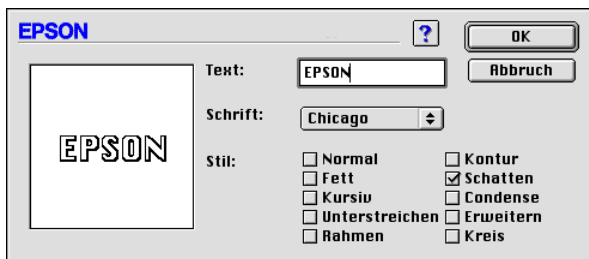 EPSON
?
OK
Text:
EPSON
Abbruch
Schrift:
Chicago
EPSON
Stil:
Normal
Kontur
Fett
Schatten
Kursiv
Condense
Unterstreichen
Erweitern
Rahmen
Kreis